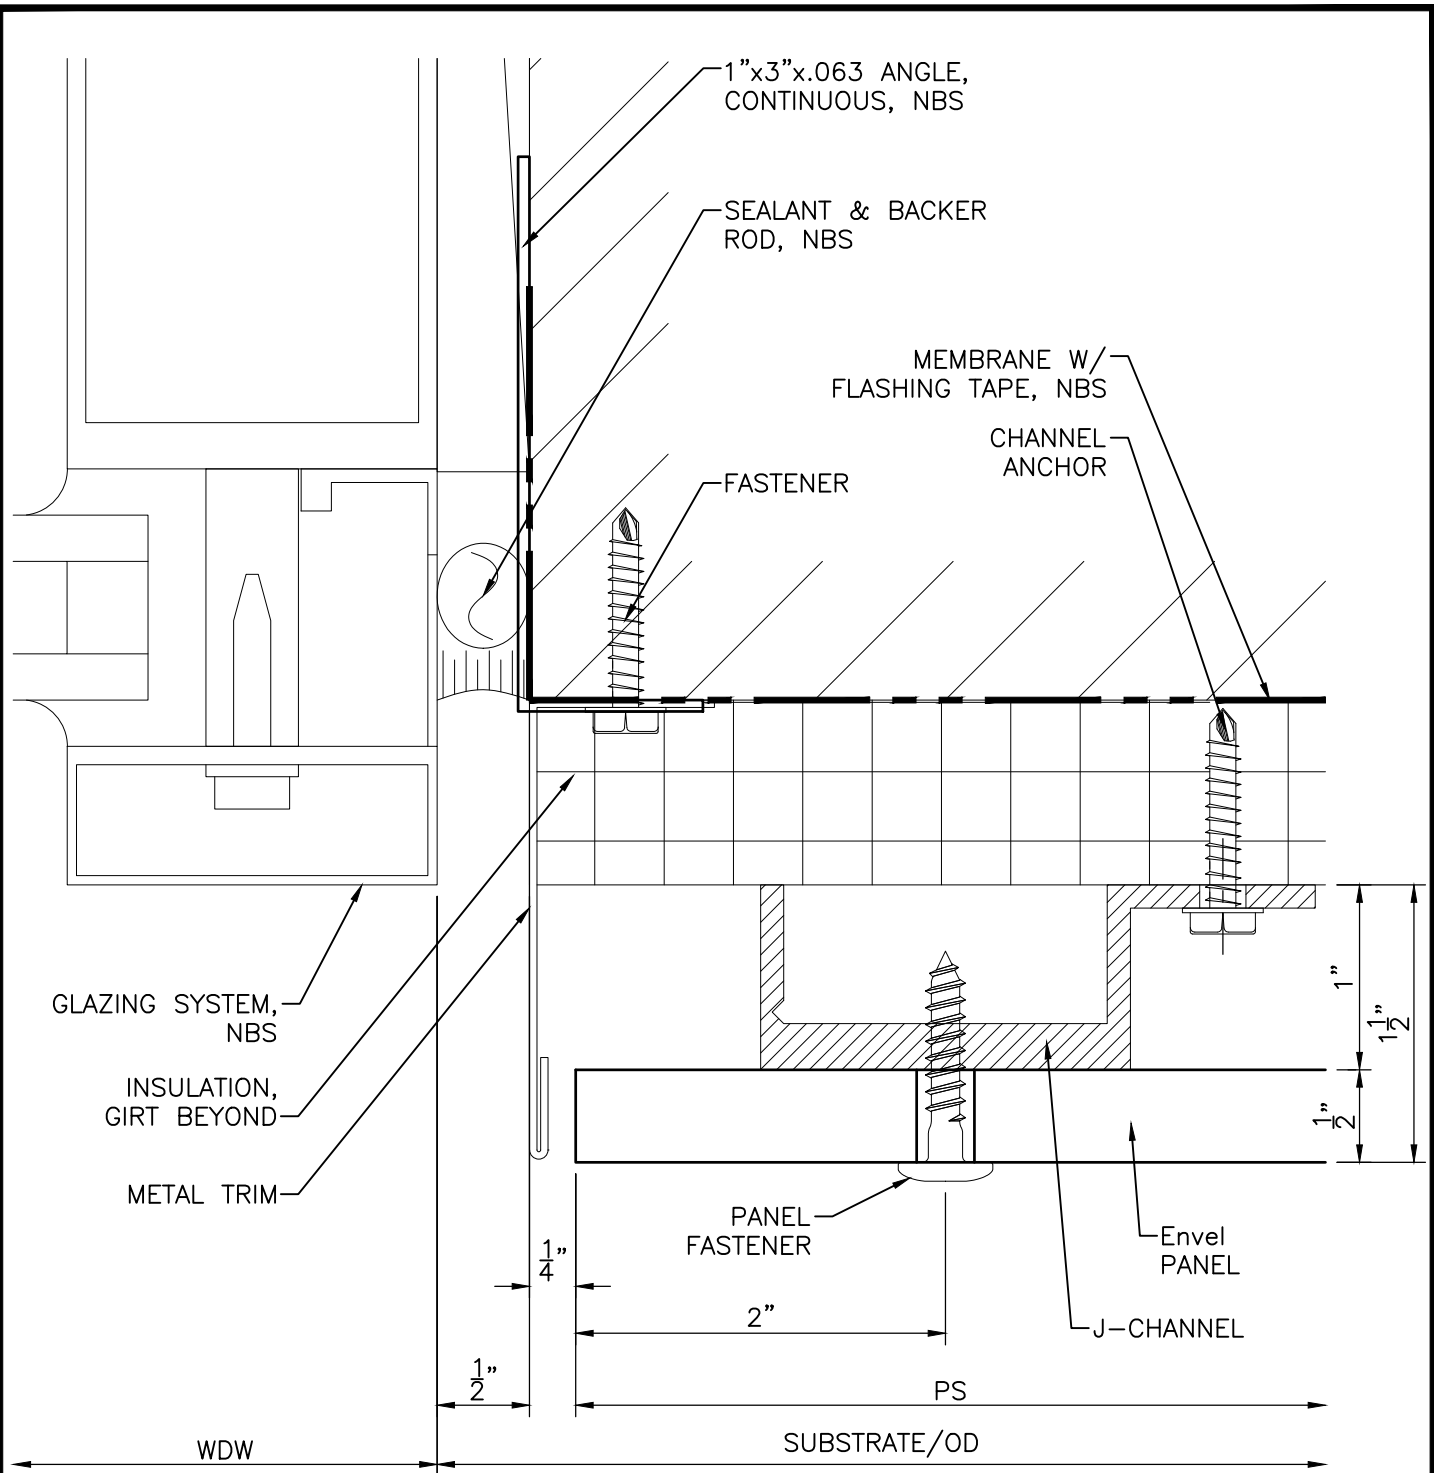 1"x3"x.063 ANGLE,
CONTINUOUS, NBS
SEALANT & BACKER
ROD, NBS
MEMBRANE W/
FLASHING TAPE, NBS
CHANNEL
ANCHOR
FASTENER
GLAZING SYSTEM,
NBS
INSULATION,
GIRT BEYOND
METAL TRIM
1"
1 1/2"
1/2"
PANEL
FASTENER
Envel
PANEL
J-CHANNEL
1/4"
2"
1/2"
PS
WDW
SUBSTRATE/OD